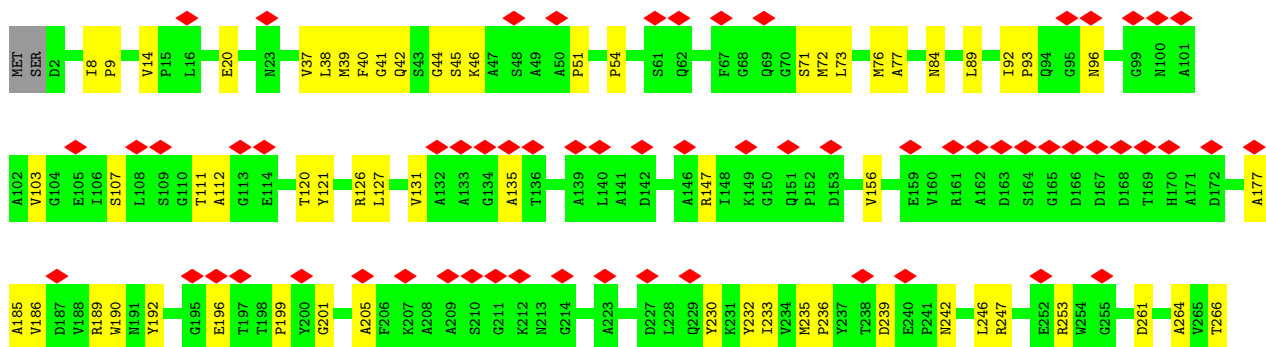 MET SER D2 I8 P9 V14 P15 L16 E20 N23 V37 L38 M39 F40 G41 Q42 S43 G44 S45 K46 A47 S48 A49 A50 P51 P54 S61 Q62 F67 G68 Q69 G70 S71 M72 L73 M76 A77 N84 L89 I92 P93 Q94 G95 N96 G99 N100 A101
A102 V103 G104 E105 I106 S107 L108 S109 G110 T111 A112 G113 E114 T120 Y121 R126 L127 V131 A132 A133 G134 A135 T136 A139 L140 A141 D142 A146 R147 I148 K149 G150 Q151 P152 D153 V156 E159 V160 R161 A162 D163 S164 G165 D166 D167 D168 T169 H170 A171 D172 A177
A185 V186 D187 V188 R189 W190 N191 Y192 G195 E196 T197 T198 P199 Y200 G201 A205 F206 K207 A208 A209 S210 G211 K212 N213 G214 A223 D227 L228 Q229 Y230 K231 Y232 I233 Y234 M235 P236 Y237 T238 D239 E240 P241 N242 L246 R247 E252 R253 W254 G255 D261 A264 V265 T266